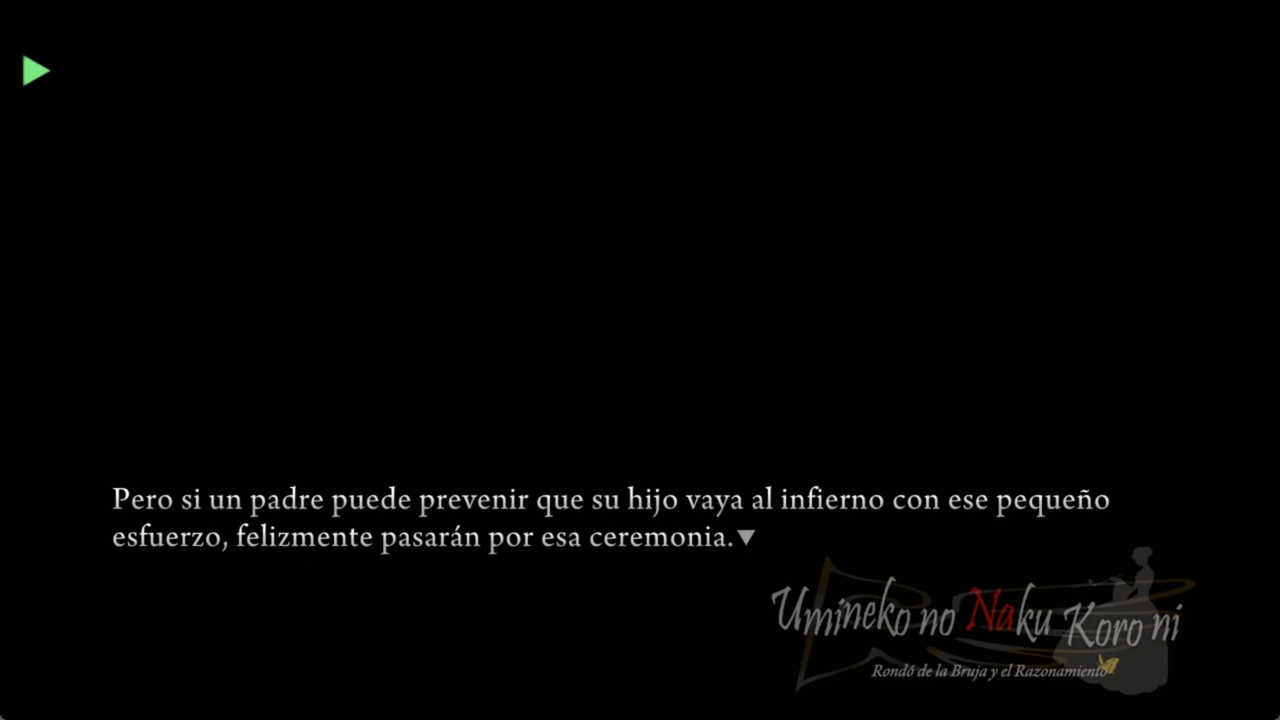 Pero si un padre puede prevenir que su hijo vaya al infierno con ese pequeño
esfuerzo, felizmente pasarán por esa ceremonia.
Umineko no Naku Koro ni
Rondó de la Bruja y el Razonamiento